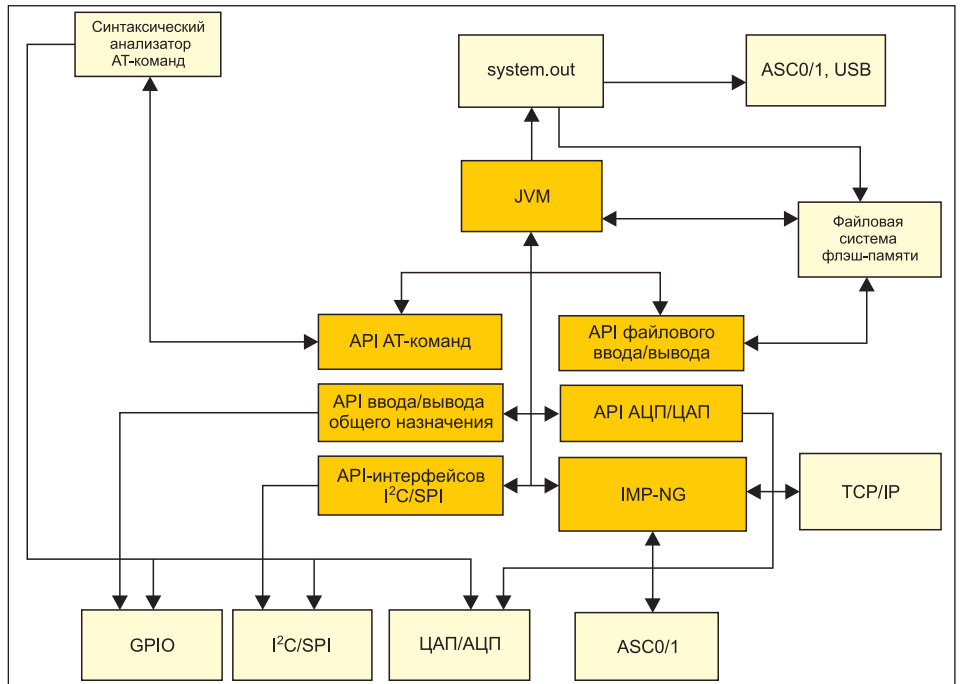 Синтаксический
анализатор
АТ-команд
system.out
ASC0/1, USB
JVM
Файловая
система
флэш-памяти
API АТ-команд
API файлового
ввода/вывода
API ввода/вывода
общего назначения
API АЦП/ЦАП
API-интерфейсов
I²C/SPI
IMP-NG
TCP/IP
GPIO
I²C/SPI
ЦАП/АЦП
ASC0/1